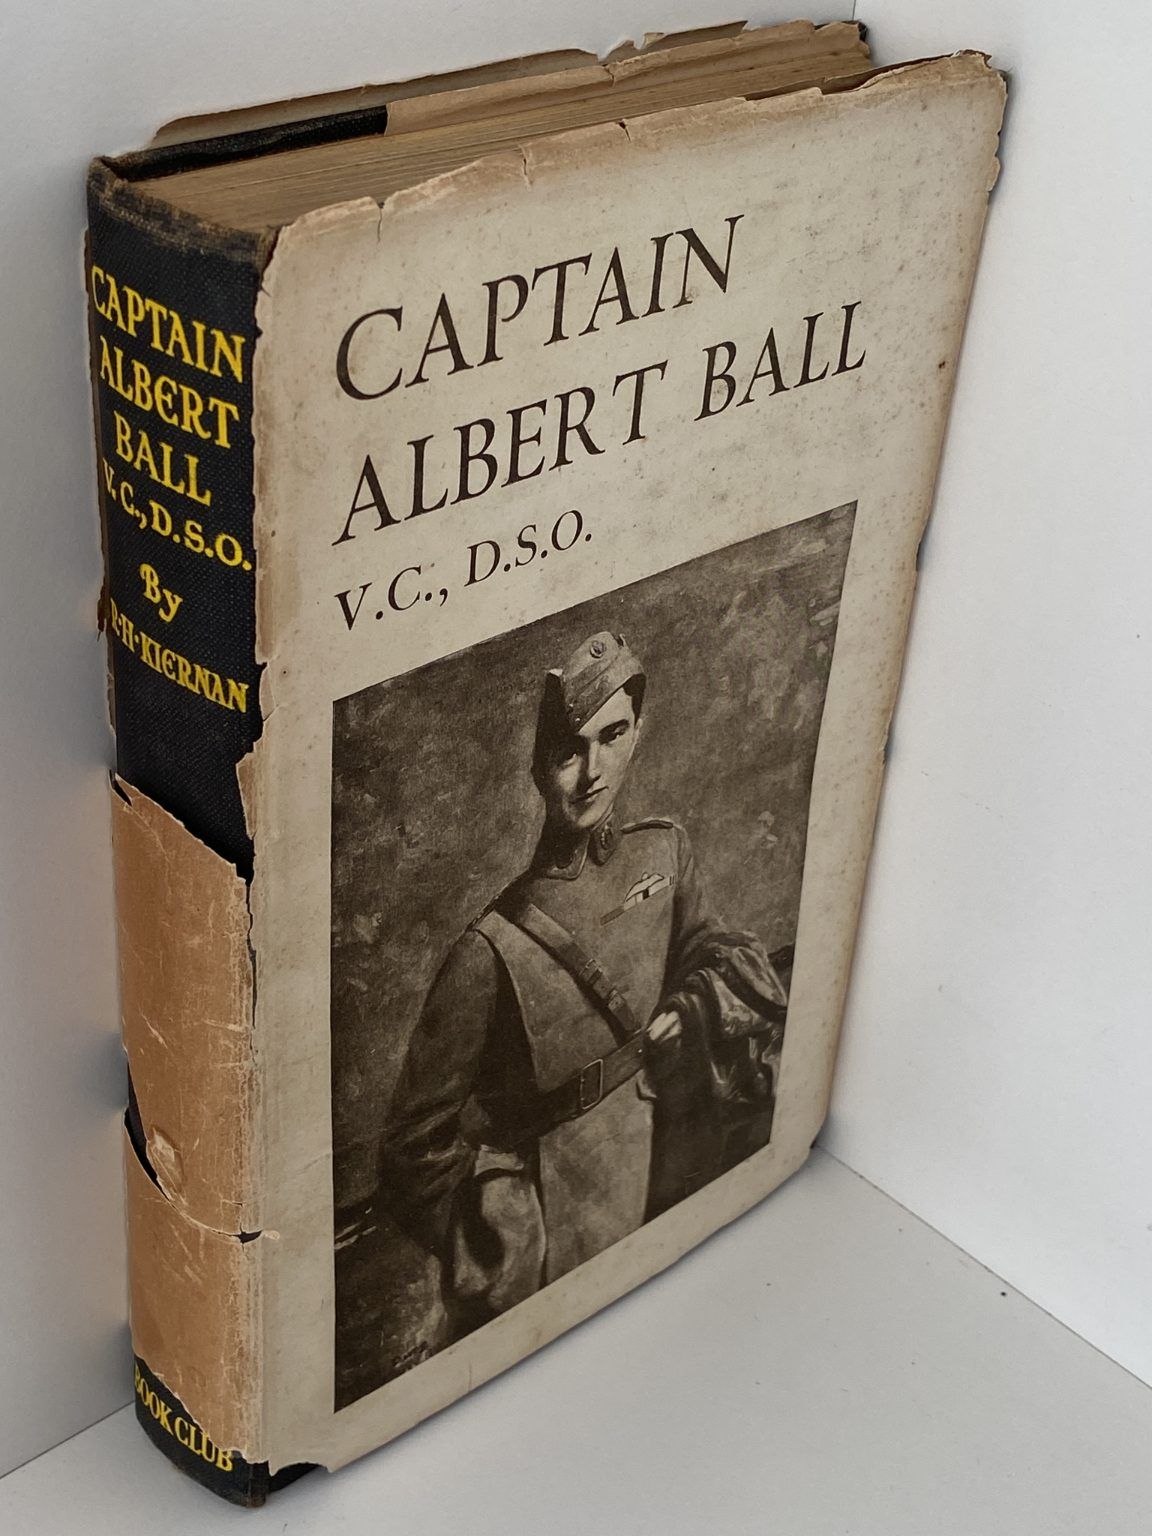 CAPTAIN
ALBERT
BALL
V.C., D.S.O.
By
R·H·KIERNAN
BOOK CLUB
CAPTAIN
ALBERT BALL
V.C., D.S.O.